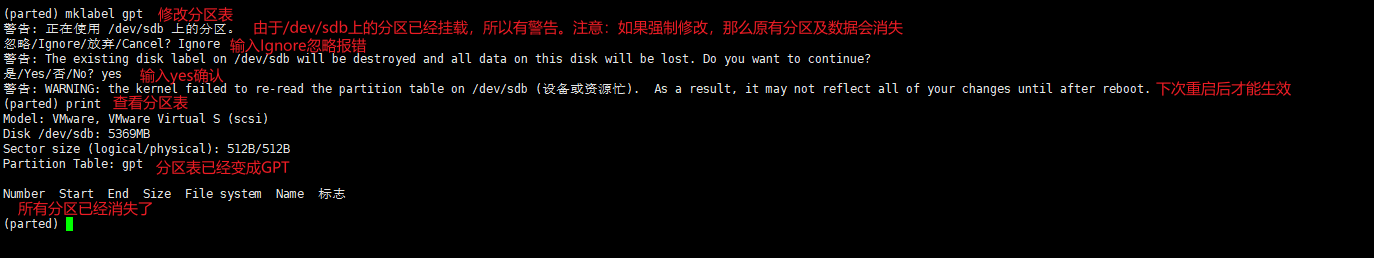 (parted) mklabel gpt 修改分区表
警告: 正在使用 /dev/sdb 上的分区。 由于/dev/sdb上的分区已经挂载，所以有警告。注意：如果强制修改，那么原有分区及数据会消失
忽略/Ignore/放弃/Cancel? Ignore 输入Ignore忽略报错
警告: The existing disk label on /dev/sdb will be destroyed and all data on this disk will be lost. Do you want to continue?
是/Yes/否/No? yes 输入yes确认
警告: WARNING: the kernel failed to re-read the partition table on /dev/sdb (设备或资源忙).  As a result, it may not reflect all of your changes until after reboot. 下次重启后才能生效
(parted) print 查看分区表
Model: VMware, VMware Virtual S (scsi)
Disk /dev/sdb: 5369MB
Sector size (logical/physical): 512B/512B
Partition Table: gpt 分区表已经变成GPT
Number  Start  End  Size  File system  Name  标志
所有分区已经消失了
(parted)